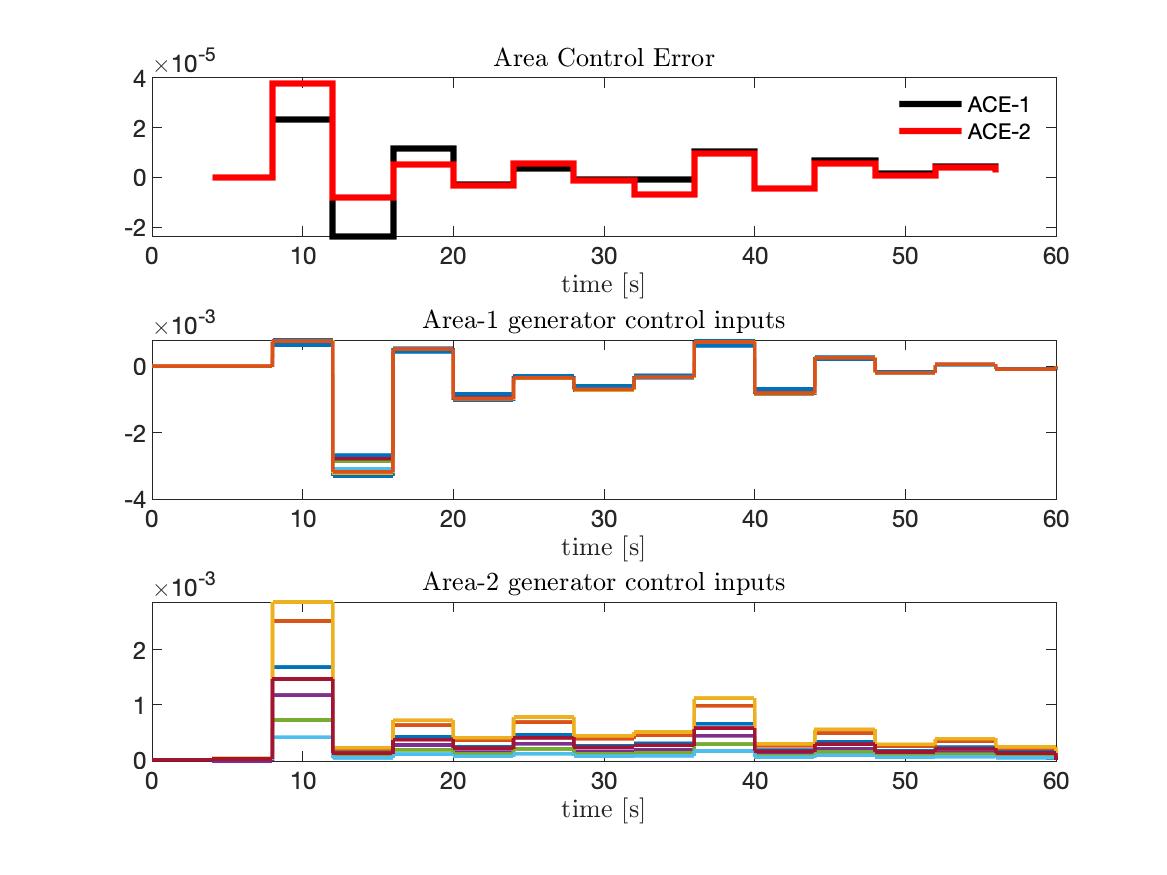 Area Control Error
×10-5
4
2
0
-2
ACE-1
ACE-2
0 10 20 30 40 50 60
time [s]
Area-1 generator control inputs
×10-3
0
-2
-4
0 10 20 30 40 50 60
time [s]
Area-2 generator control inputs
×10-3
2
1
0
0 10 20 30 40 50 60
time [s]